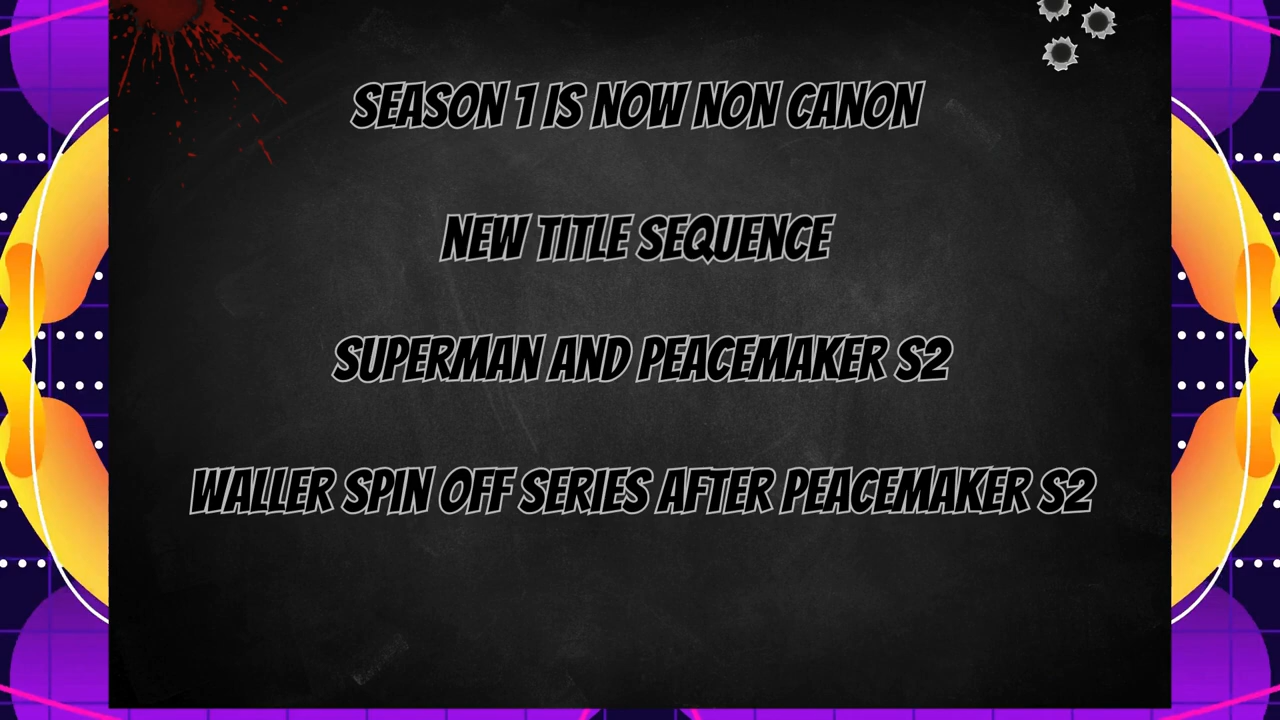 SEASON 1 IS NOW NON CANON
NEW TITLE SEQUENCE
SUPERMAN AND PEACEMAKER S2
WALLER SPIN OFF SERIES AFTER PEACEMAKER S2